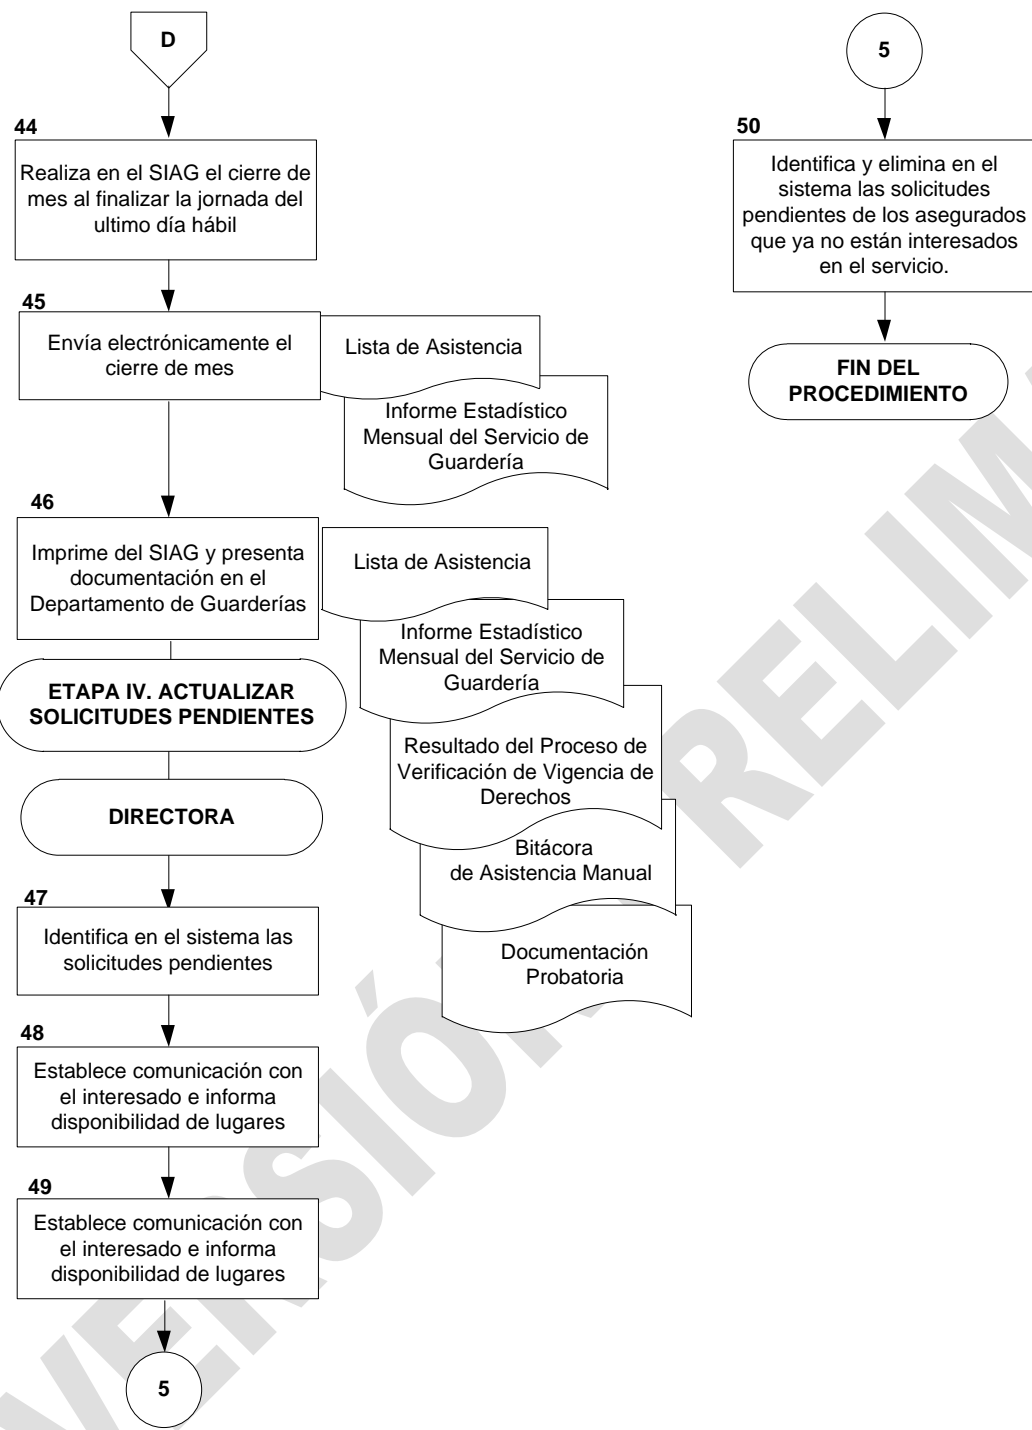 D
44
Realiza en el SIAG el cierre de
mes al finalizar la jornada del
ultimo día hábil
45
Envía electrónicamente el
cierre de mes
Lista de Asistencia
Informe Estadístico
Mensual del Servicio de
Guardería
46
Imprime del SIAG y presenta
documentación en el
Departamento de Guarderías
Lista de Asistencia
Informe Estadístico
Mensual del Servicio de
Guardería
Resultado del Proceso de
Verificación de Vigencia de
Derechos
Bitácora
de Asistencia Manual
Documentación
Probatoria
ETAPA IV. ACTUALIZAR
SOLICITUDES PENDIENTES
DIRECTORA
47
Identifica en el sistema las
solicitudes pendientes
48
Establece comunicación con
el interesado e informa
disponibilidad de lugares
49
Establece comunicación con
el interesado e informa
disponibilidad de lugares
5
5
50
Identifica y elimina en el
sistema las solicitudes
pendientes de los asegurados
que ya no están interesados
en el servicio.
FIN DEL
PROCEDIMIENTO
VERSIÓN